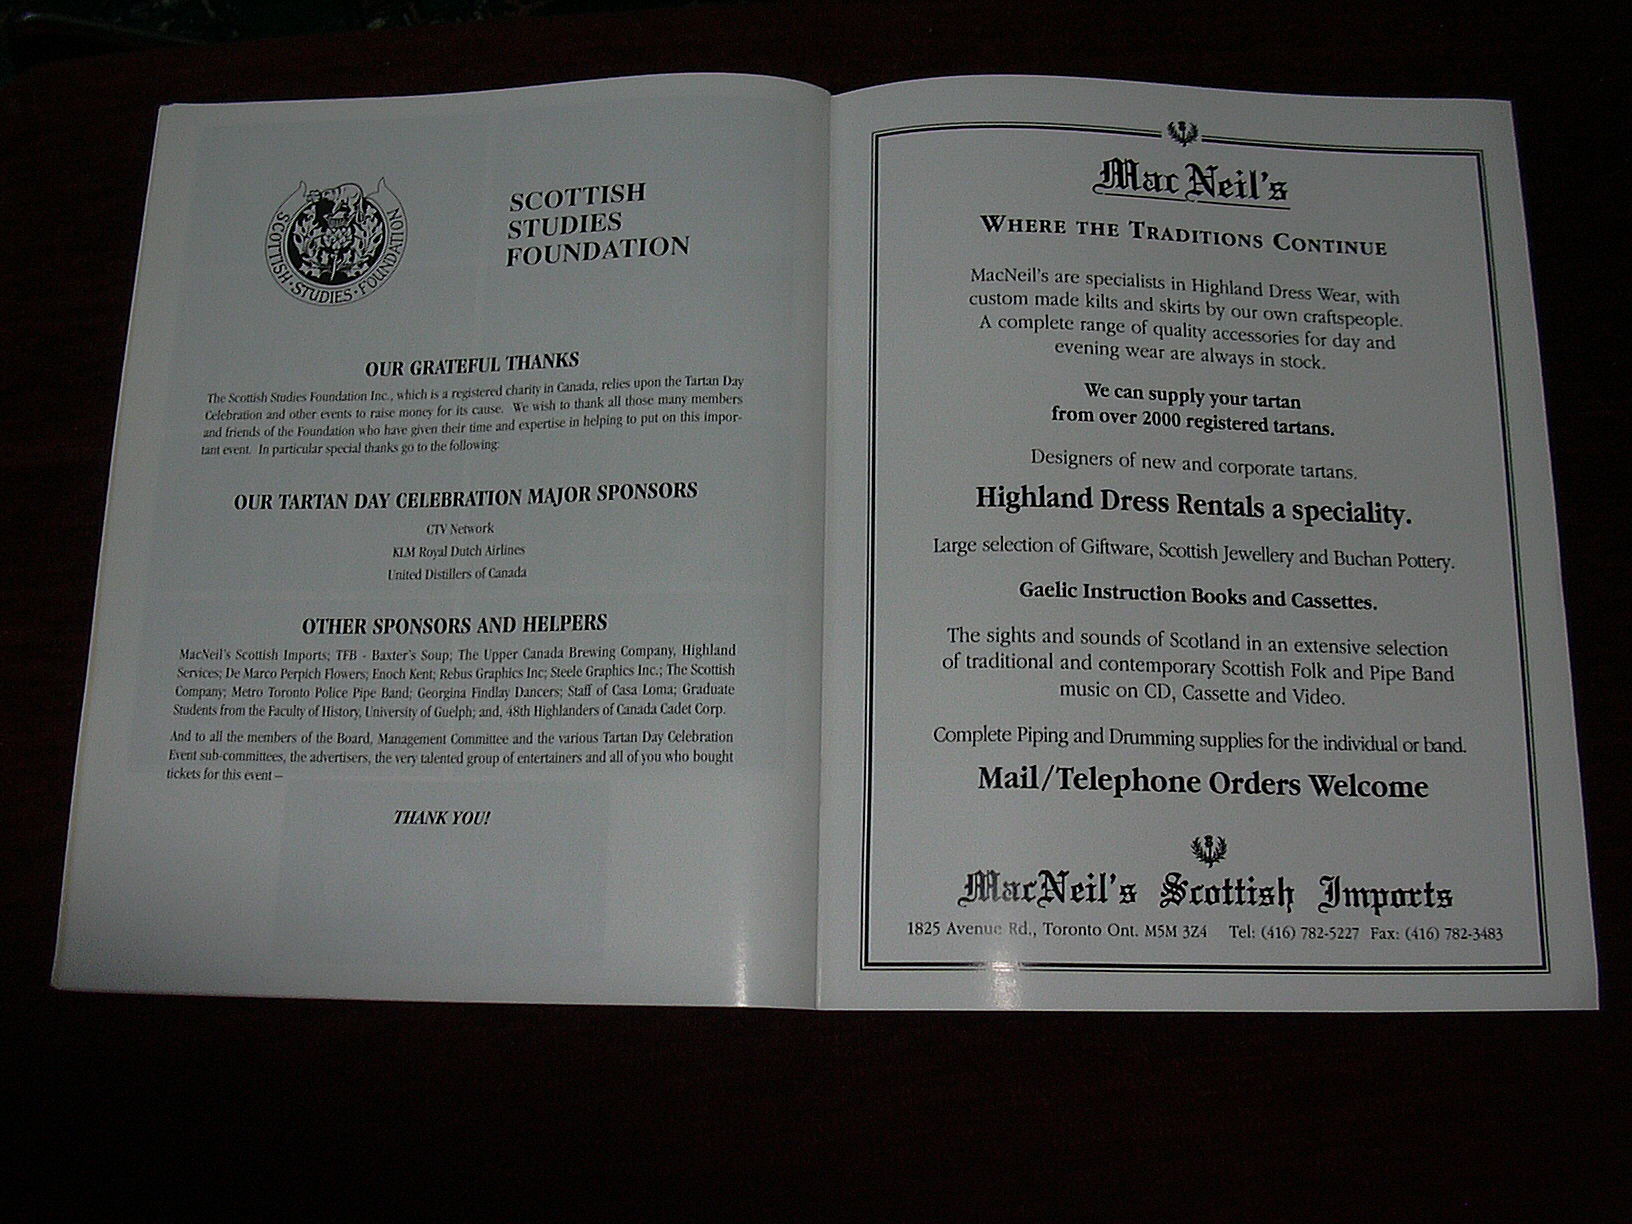 SCOTTISH · STUDIES · FOUNDATION
SCOTTISH
STUDIES
FOUNDATION
OUR GRATEFUL THANKS
The Scottish Studies Foundation Inc., which is a registered charity in Canada, relies upon the Tartan Day
Celebration and other events to raise money for its cause. We wish to thank all those many members
and friends of the Foundation who have given their time and expertise in helping to put on this impor-
tant event. In particular special thanks go to the following:
OUR TARTAN DAY CELEBRATION MAJOR SPONSORS
CTV Network
KLM Royal Dutch Airlines
United Distillers of Canada
OTHER SPONSORS AND HELPERS
MacNeil's Scottish Imports; TFB - Baxter's Soup; The Upper Canada Brewing Company, Highland
Services; De Marco Perpich Flowers; Enoch Kent; Rebus Graphics Inc; Steele Graphics Inc.; The Scottish
Company; Metro Toronto Police Pipe Band; Georgina Findlay Dancers; Staff of Casa Loma; Graduate
Students from the Faculty of History, University of Guelph; and, 48th Highlanders of Canada Cadet Corp.
And to all the members of the Board, Management Committee and the various Tartan Day Celebration
Event sub-committees, the advertisers, the very talented group of entertainers and all of you who bought
tickets for this event –
THANK YOU!
MacNeil's
WHERE THE TRADITIONS CONTINUE
MacNeil's are specialists in Highland Dress Wear, with
custom made kilts and skirts by our own craftspeople.
A complete range of quality accessories for day and
evening wear are always in stock.
We can supply your tartan
from over 2000 registered tartans.
Designers of new and corporate tartans.
Highland Dress Rentals a speciality.
Large selection of Giftware, Scottish Jewellery and Buchan Pottery.
Gaelic Instruction Books and Cassettes.
The sights and sounds of Scotland in an extensive selection
of traditional and contemporary Scottish Folk and Pipe Band
music on CD, Cassette and Video.
Complete Piping and Drumming supplies for the individual or band.
Mail/Telephone Orders Welcome
MacNeil's Scottish Imports
1825 Avenue Rd., Toronto Ont. M5M 3Z4 Tel: (416) 782-5227 Fax: (416) 782-3483